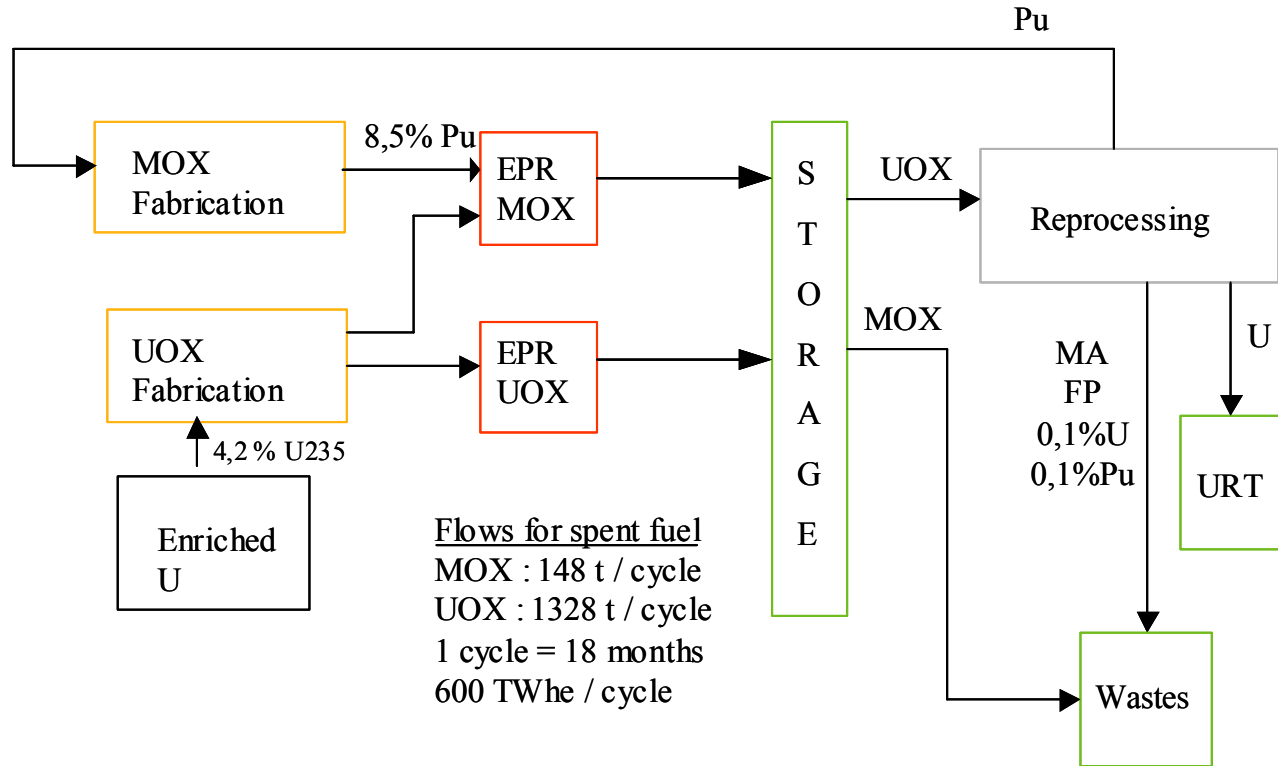 Pu
MOX
Fabrication
8,5% Pu
EPR
MOX
S
T
O
R
A
G
E
UOX
Reprocessing
UOX
Fabrication
EPR
UOX
MOX
MA
FP
0,1%U
0,1%Pu
U
4,2% U235
Enriched
U
URT
Flows for spent fuel
MOX : 148 t / cycle
UOX : 1328 t / cycle
1 cycle = 18 months
600 TWhe / cycle
Wastes